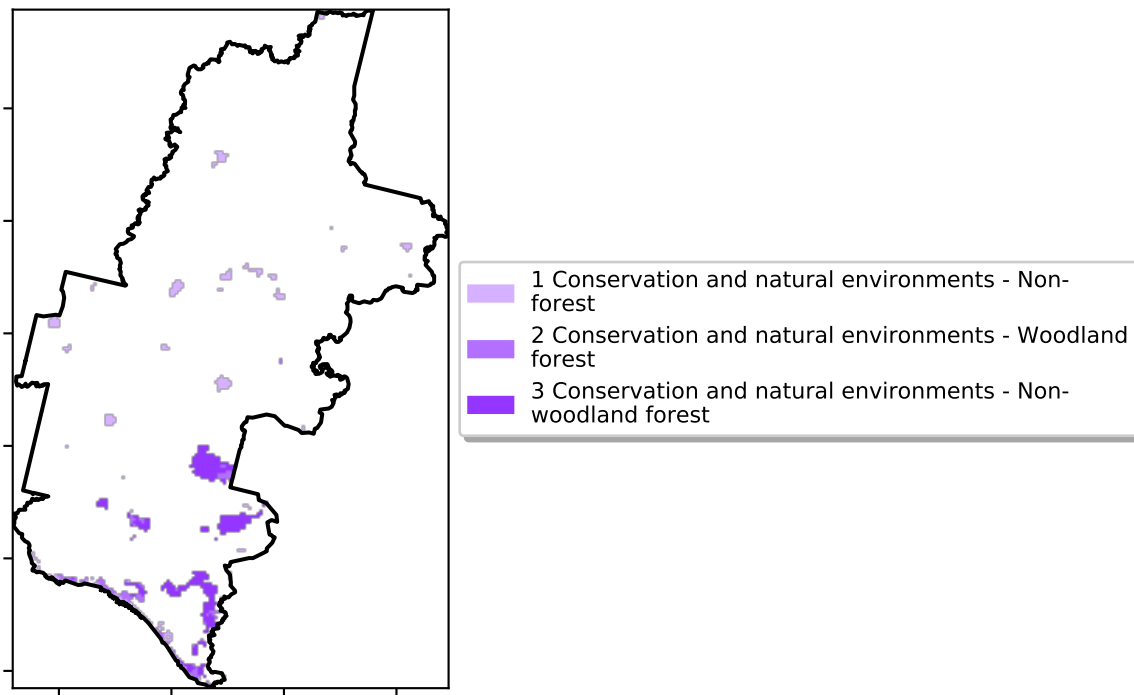 1 Conservation and natural environments - Non-
forest
2 Conservation and natural environments - Woodland
forest
3 Conservation and natural environments - Non-
woodland forest